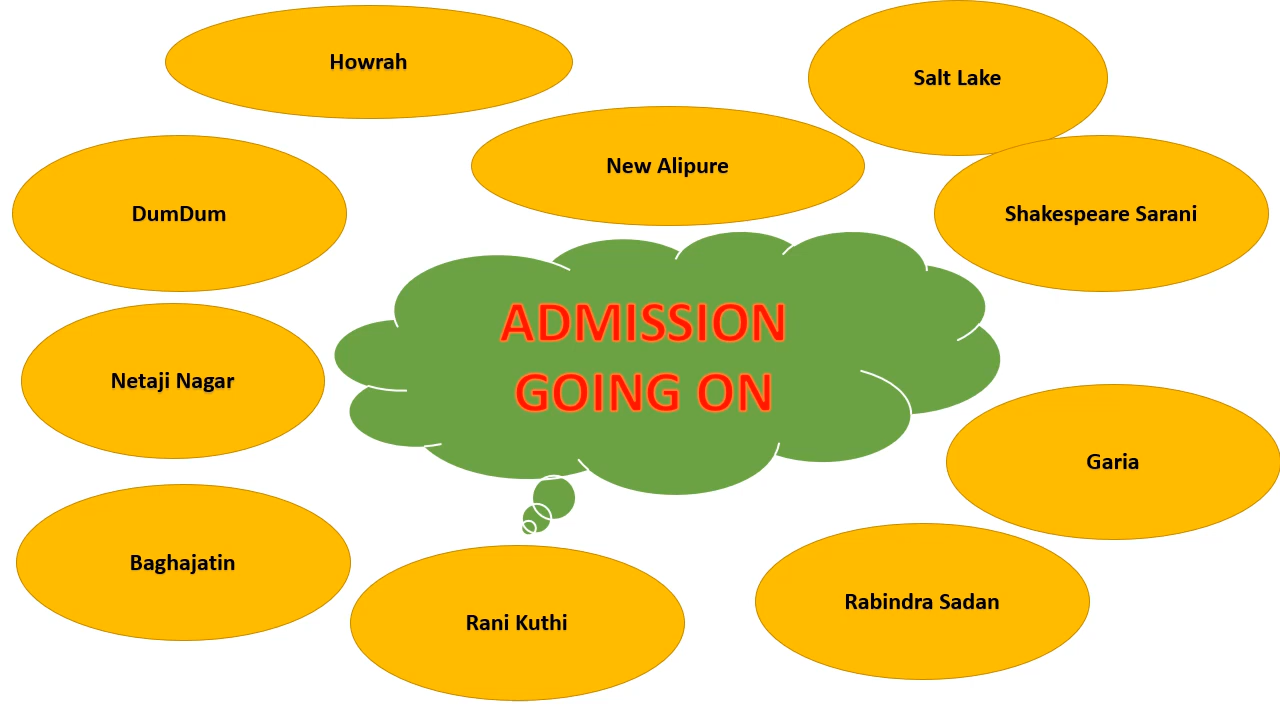 Howrah
Salt Lake
New Alipure
DumDum
Shakespeare Sarani
ADMISSION
GOING ON
Netaji Nagar
Garia
Baghajatin
Rabindra Sadan
Rani Kuthi